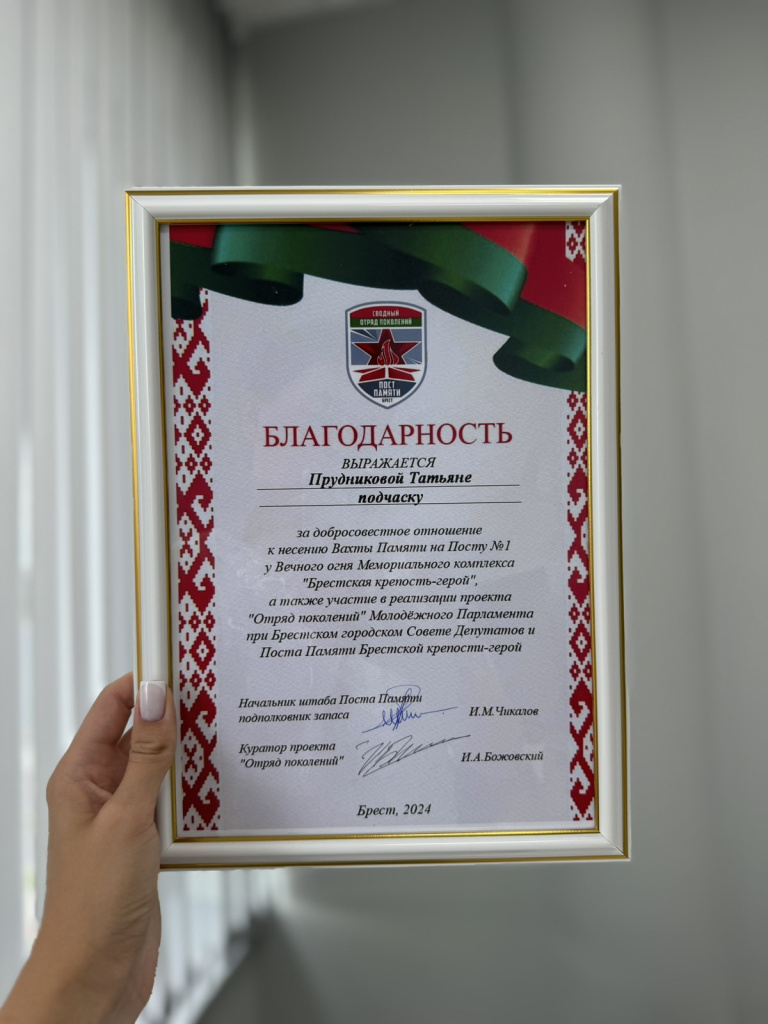 СВОДНЫЙ
ОТРЯД ПОКОЛЕНИЙ
ПОСТ
ПАМЯТИ
БРЕСТ
БЛАГОДАРНОСТЬ
ВЫРАЖАЕТСЯ
Прудниковой Татьяне
подчаску
за добросовестное отношение
к несению Вахты Памяти на Посту №1
у Вечного огня Мемориального комплекса
"Брестская крепость-герой",
а также участие в реализации проекта
"Отряд поколений" Молодёжного Парламента
при Брестском городском Совете Депутатов и
Поста Памяти Брестской крепости-герой
Начальник штаба Поста Памяти
подполковник запаса И.М.Чикалов
Куратор проекта
"Отряд поколений" И.А.Божовский
Брест, 2024